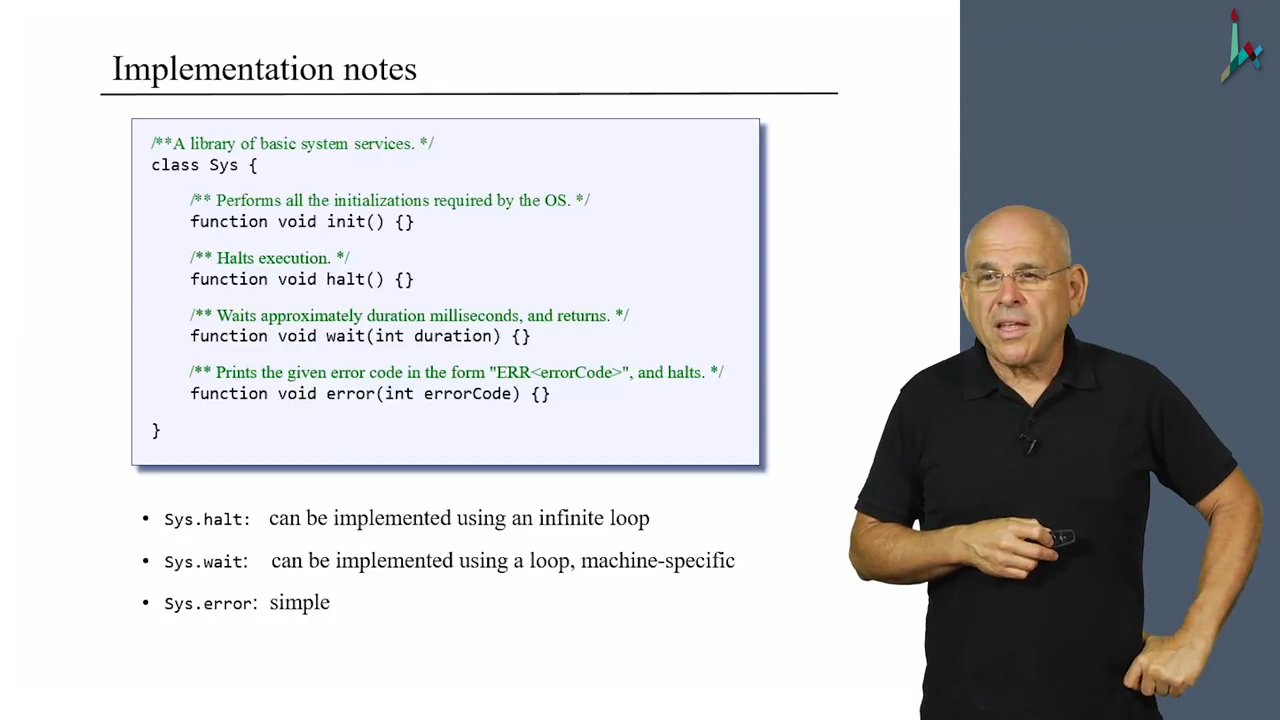 Implementation notes
/**A library of basic system services. */
class Sys {
/** Performs all the initializations required by the OS. */
function void init() {}
/** Halts execution. */
function void halt() {}
/** Waits approximately duration milliseconds, and returns. */
function void wait(int duration) {}
/** Prints the given error code in the form "ERR<errorCode>", and halts. */
function void error(int errorCode) {}
}
• Sys.halt: can be implemented using an infinite loop
• Sys.wait: can be implemented using a loop, machine-specific
• Sys.error: simple